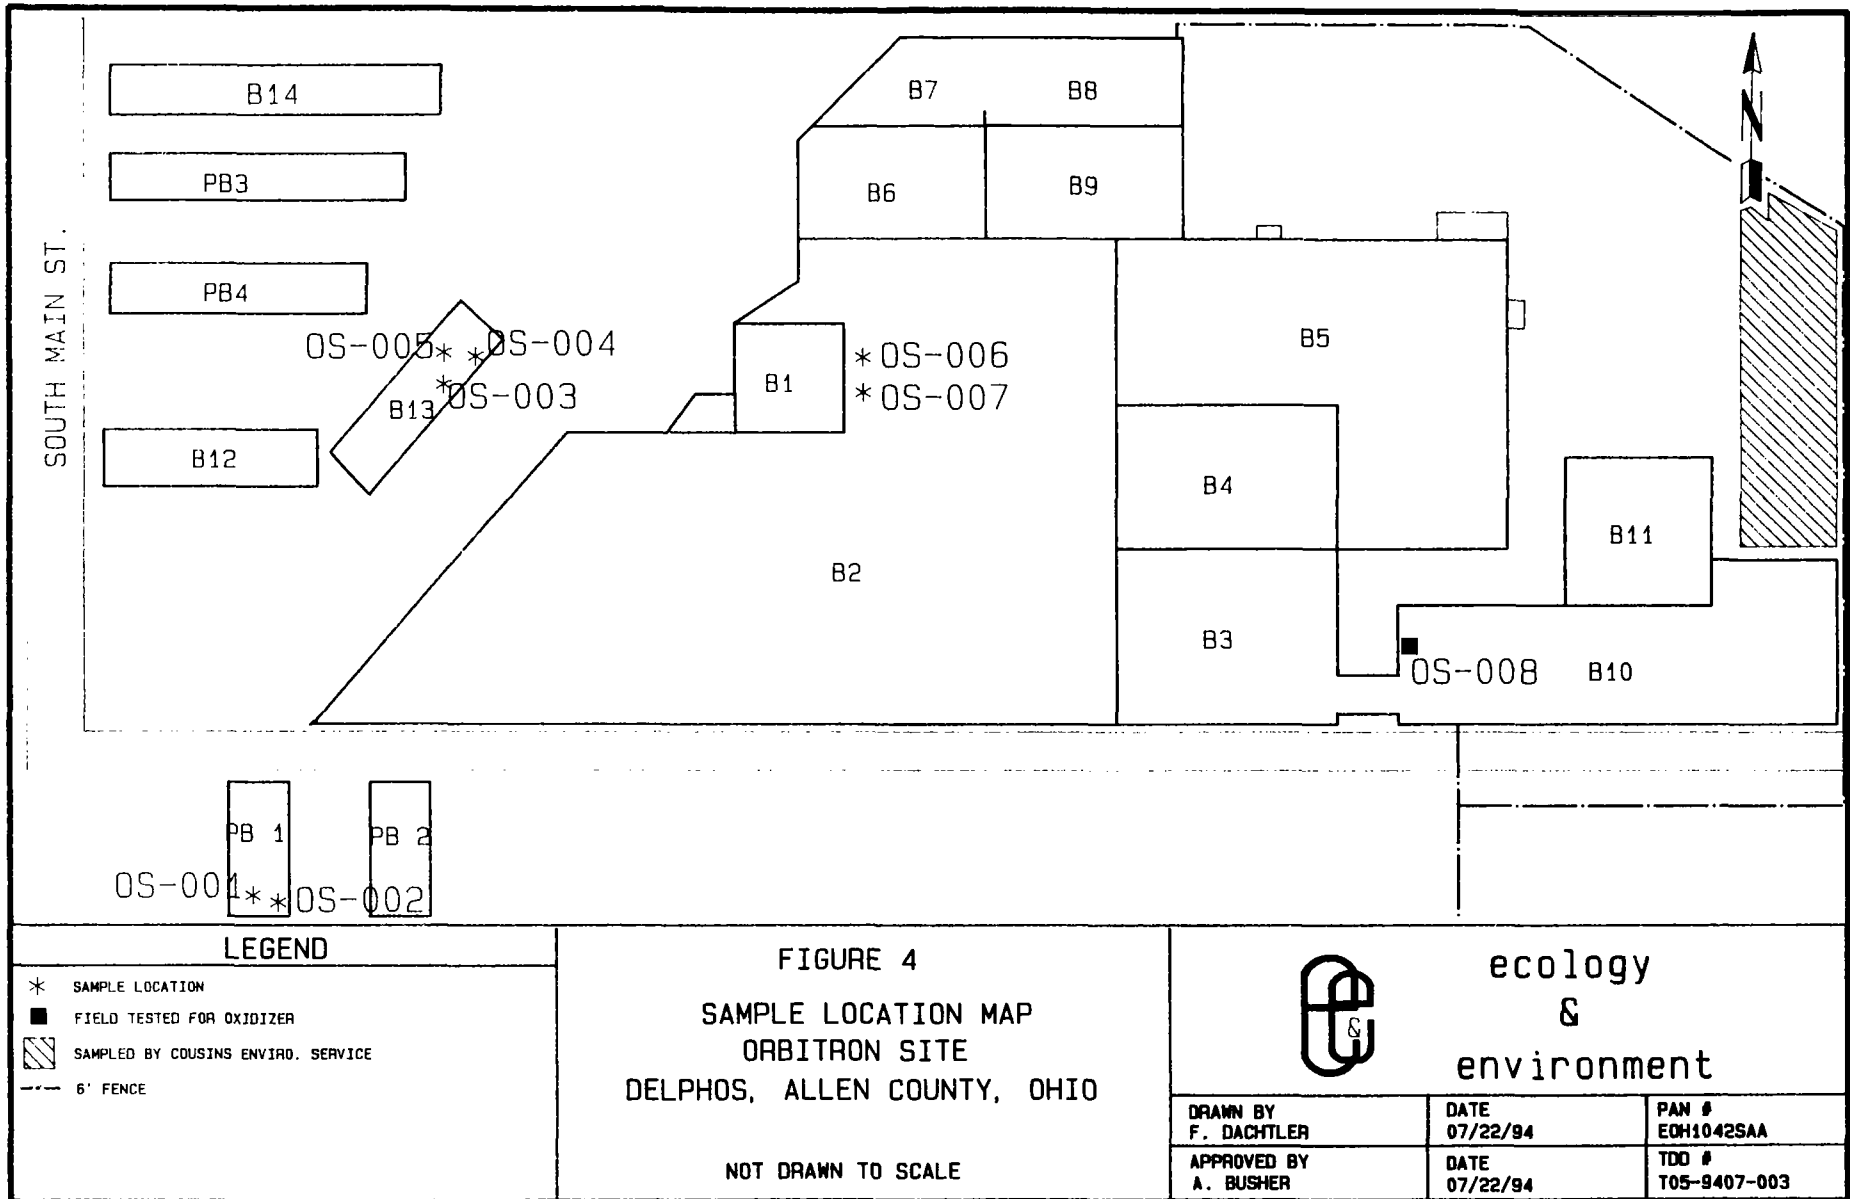 B14
B7
B8
PB3
B6
B9
N
SOUTH MAIN ST.
PB4
OS-005
OS-004
B1
OS-006
B5
OS-003
OS-007
B13
B12
B4
B11
B2
B3
OS-008
B10
PB 1
PB 2
OS-001
OS-002
LEGEND
SAMPLE LOCATION
FIELD TESTED FOR OXIDIZER
SAMPLED BY COUSINS ENVIRO. SERVICE
6' FENCE
FIGURE 4
SAMPLE LOCATION MAP
ORBITRON SITE
DELPHOS, ALLEN COUNTY, OHIO
NOT DRAWN TO SCALE
&
ecology
&
environment
DRAWN BY
F. DACHTLER
DATE
07/22/94
PAN #
EOH1042SAA
APPROVED BY
A. BUSHER
DATE
07/22/94
TDD #
T05-9407-003